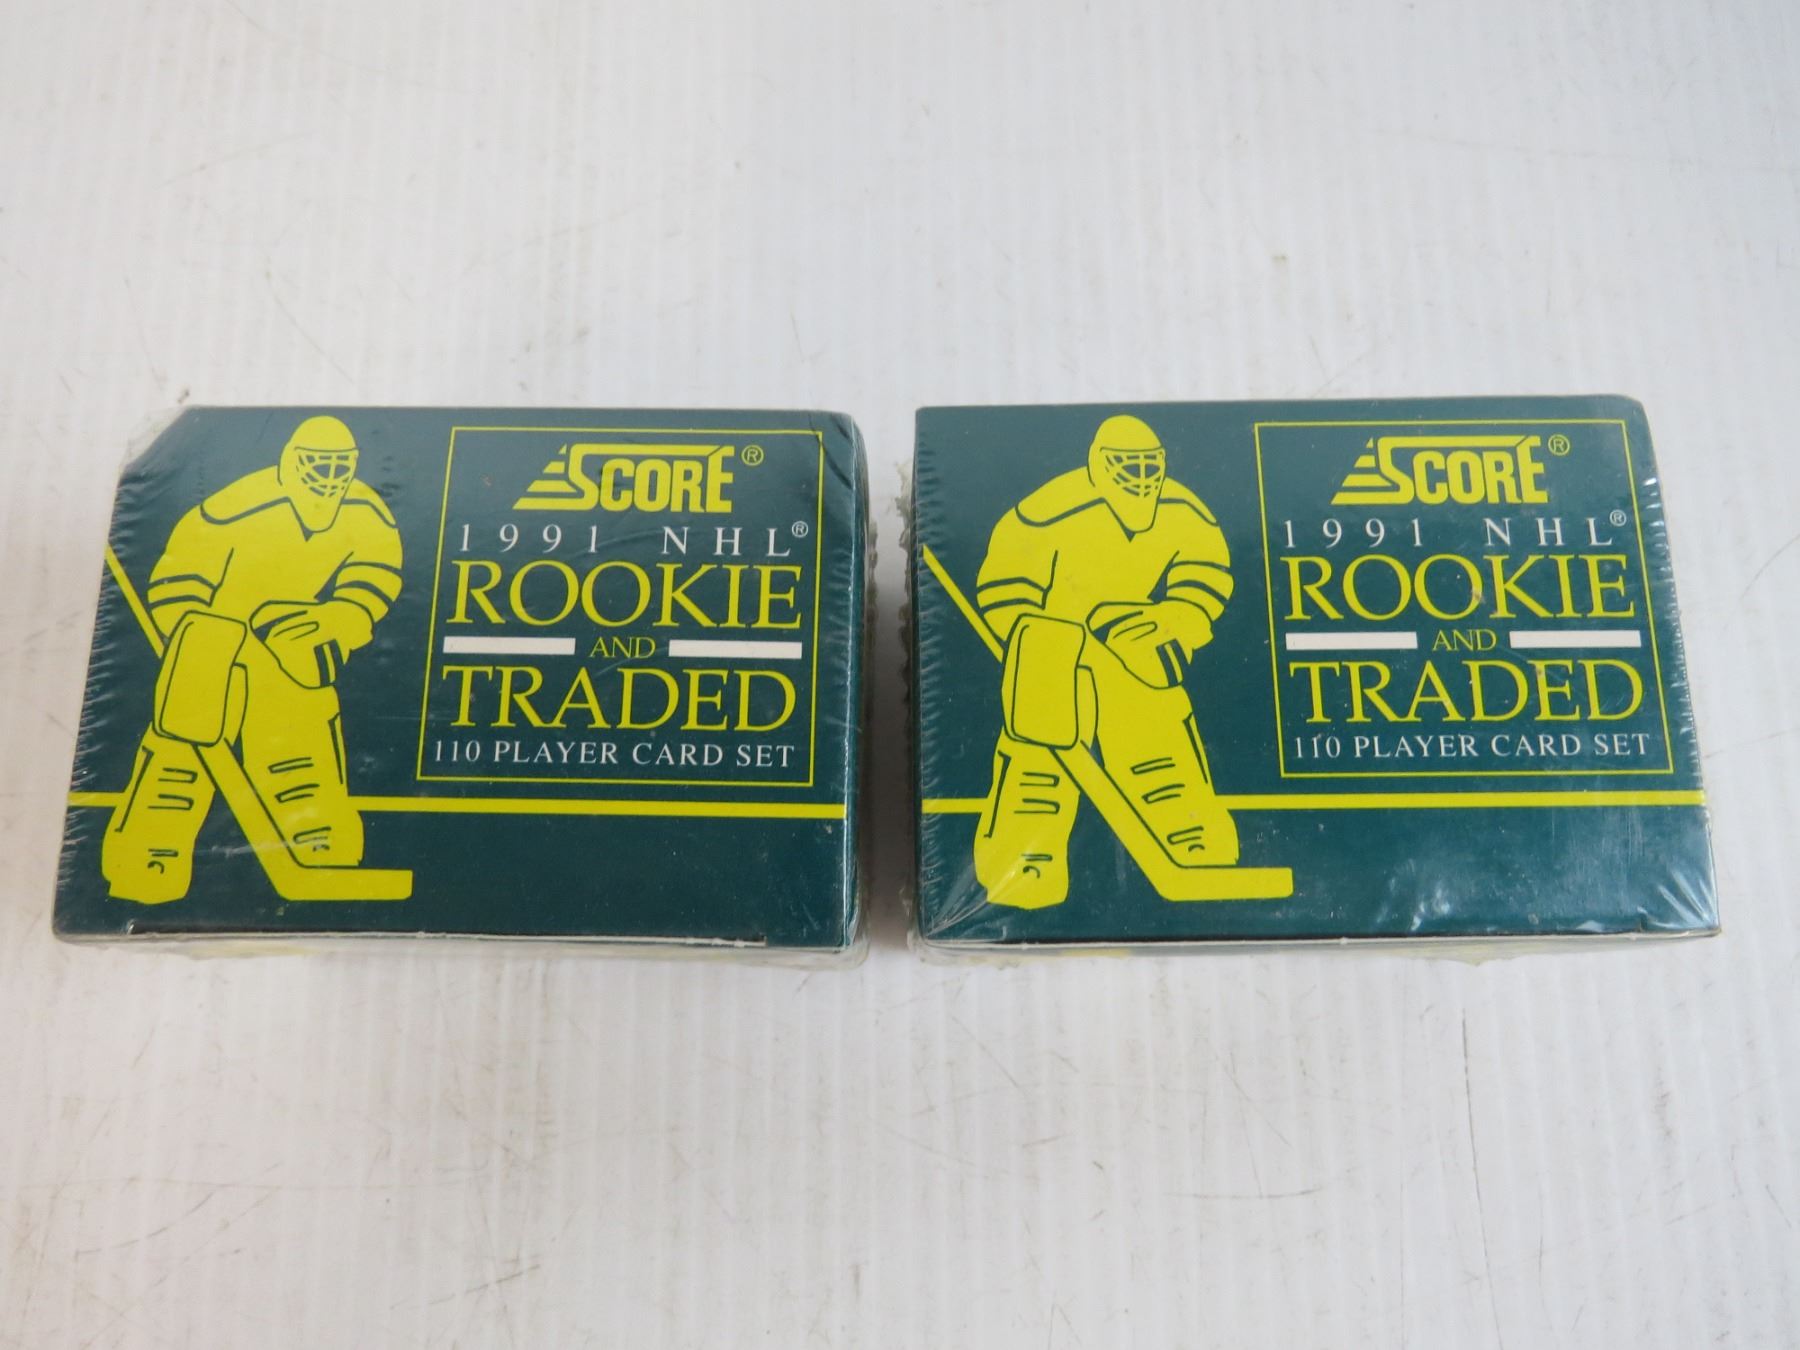 SCORE®
1991 NHL®
ROOKIE
AND
TRADED
110 PLAYER CARD SET
SCORE®
1991 NHL®
ROOKIE
AND
TRADED
110 PLAYER CARD SET